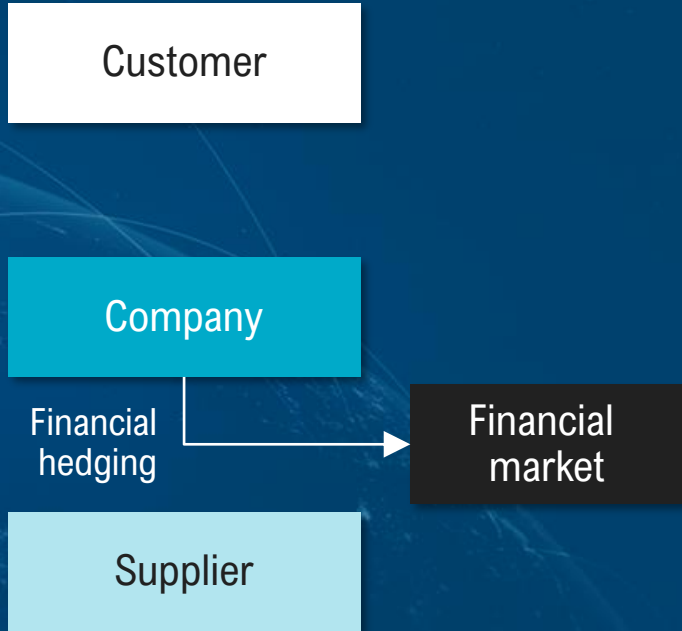 Customer
Company
Financial
hedging
Financial
market
Supplier